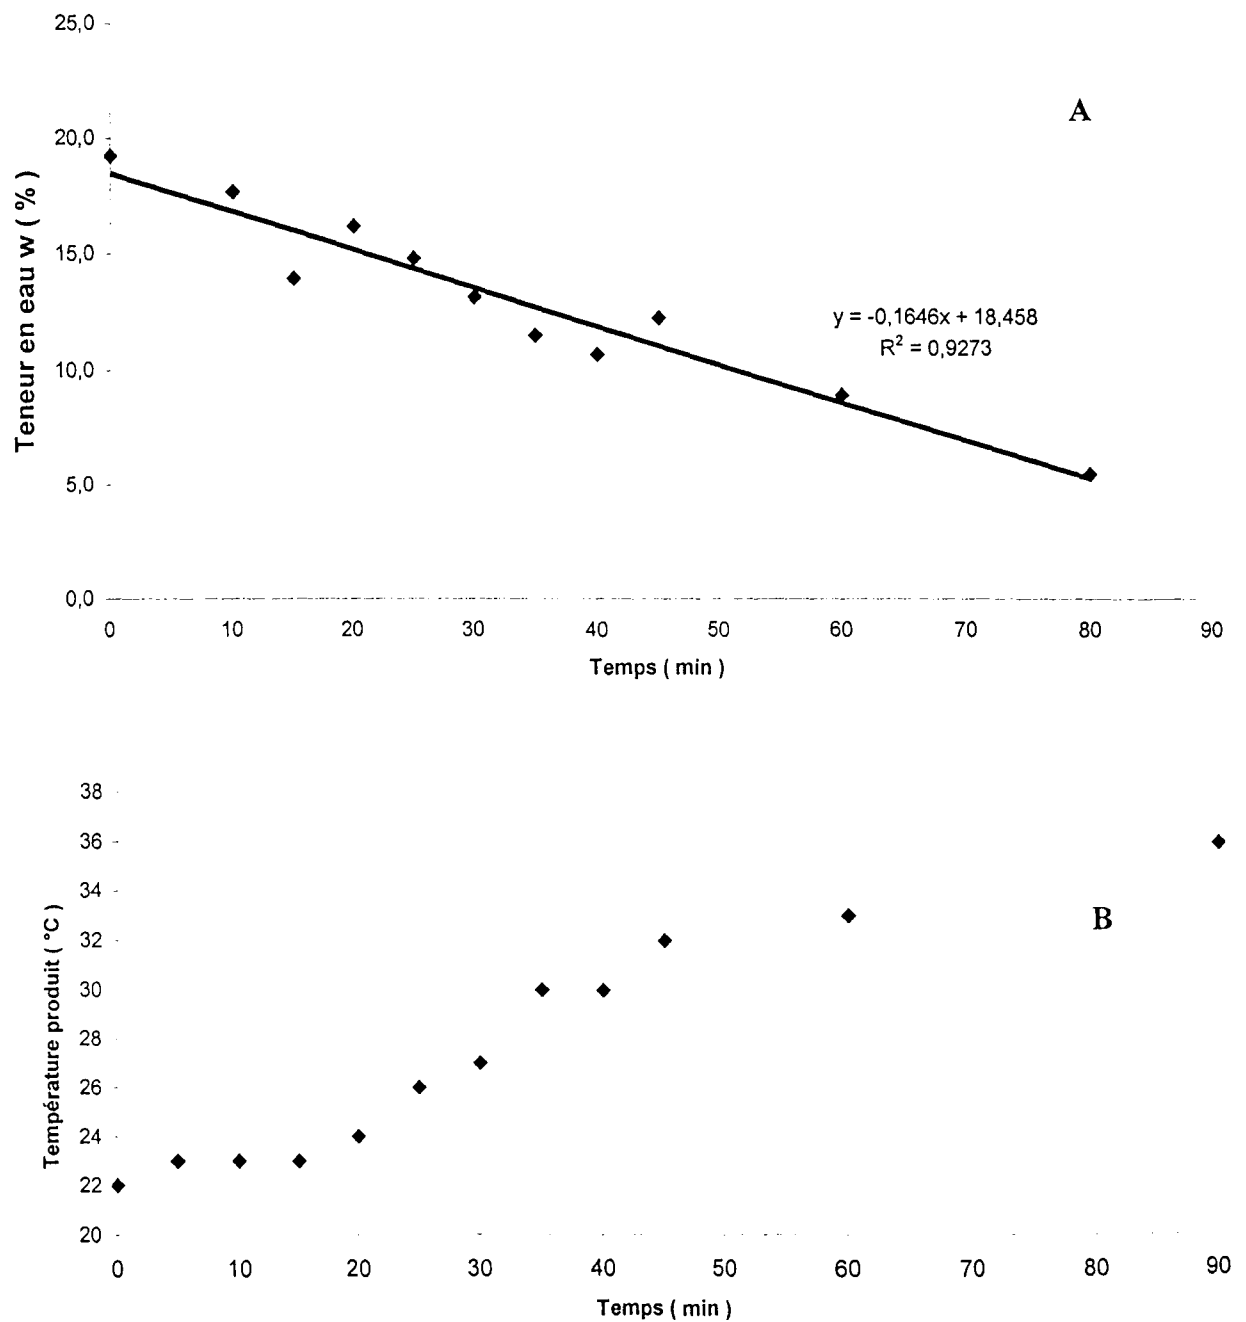 25,0
A
20,0
15,0
10,0
5,0
0,0
Teneur en eau w ( % )
y = -0,1646x + 18,458
R² = 0,9273
0 10 20 30 40 50 60 70 80 90
Temps ( min )
38
36
34
32
30
28
26
24
22
20
Température produit ( °C )
B
0 10 20 30 40 50 60 70 80 90
Temps ( min )